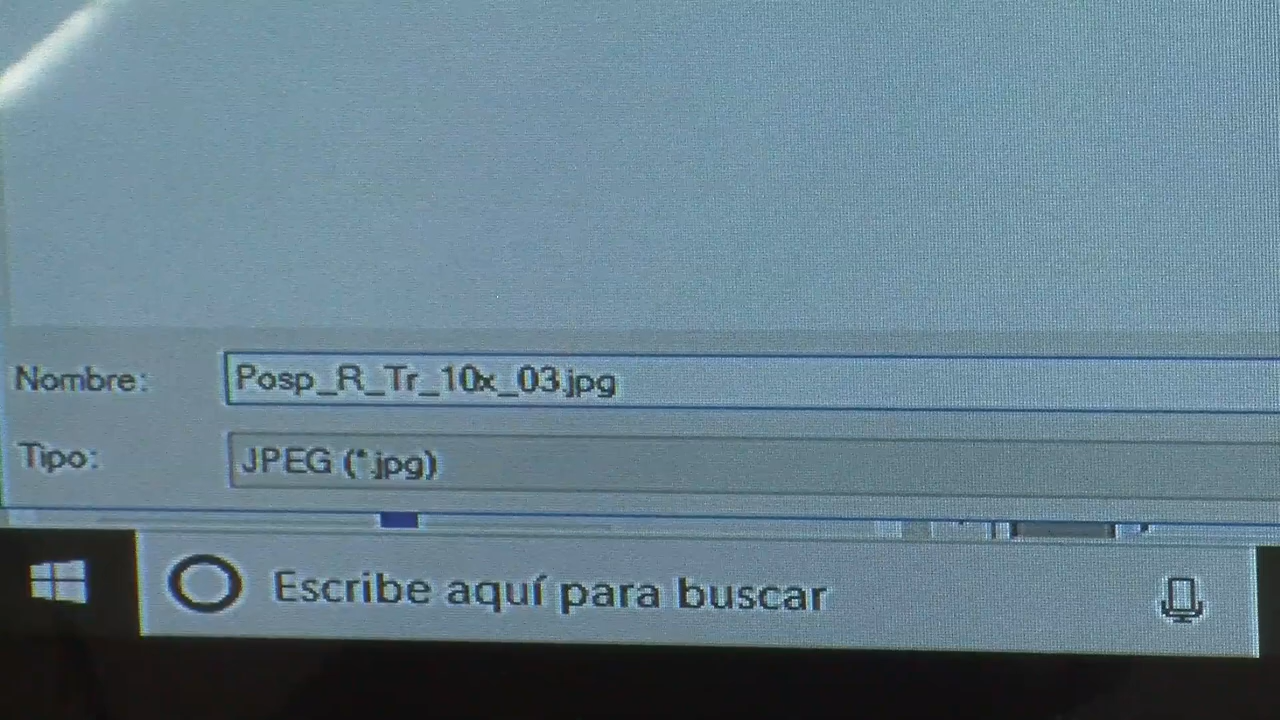 Nombre: Posp_R_Tr_10x_03.jpg
Tipo: JPEG (*.jpg)
Escribe aquí para buscar